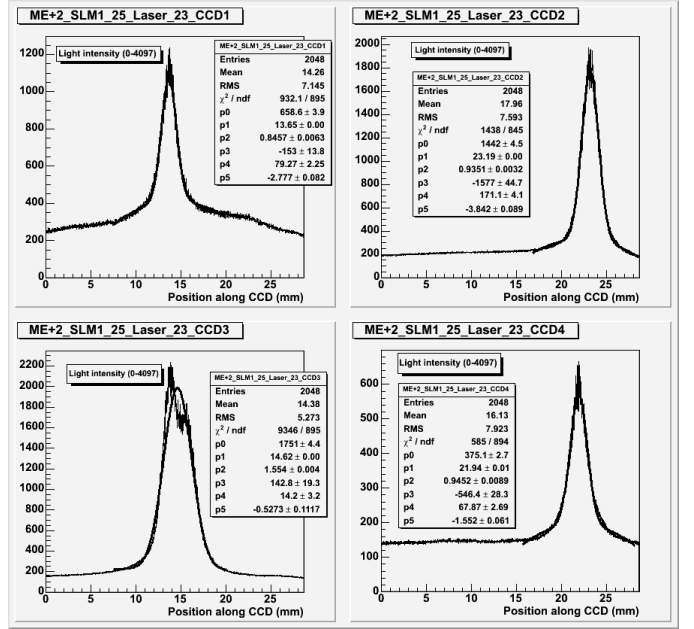 ME+2_SLM1_25_Laser_23_CCD1
Light intensity (0-4097)
ME+2_SLM1_25_Laser_23_CCD1
Entries 2048
Mean 14.26
RMS 7.145
χ² / ndf 932.1 / 895
p0 658.6 ± 3.9
p1 13.65 ± 0.00
p2 0.8457 ± 0.0063
p3 -153 ± 13.8
p4 79.27 ± 2.25
p5 -2.777 ± 0.082
1200
1000
800
600
400
200
0
0 5 10 15 20 25
Position along CCD (mm)
ME+2_SLM1_25_Laser_23_CCD2
Light intensity (0-4097)
ME+2_SLM1_25_Laser_23_CCD2
Entries 2048
Mean 17.96
RMS 7.593
χ² / ndf 1438 / 845
p0 1442 ± 4.5
p1 23.19 ± 0.00
p2 0.9351 ± 0.0032
p3 -1577 ± 44.7
p4 171.1 ± 4.1
p5 -3.842 ± 0.089
2000
1800
1600
1400
1200
1000
800
600
400
200
0
0 5 10 15 20 25
Position along CCD (mm)
ME+2_SLM1_25_Laser_23_CCD3
Light intensity (0-4097)
ME+2_SLM1_25_Laser_23_CCD3
Entries 2048
Mean 14.38
RMS 5.273
χ² / ndf 9346 / 895
p0 1751 ± 4.4
p1 14.62 ± 0.00
p2 1.554 ± 0.004
p3 142.8 ± 19.3
p4 14.2 ± 3.2
p5 -0.5273 ± 0.1117
2200
2000
1800
1600
1400
1200
1000
800
600
400
200
0
0 5 10 15 20 25
Position along CCD (mm)
ME+2_SLM1_25_Laser_23_CCD4
Light intensity (0-4097)
ME+2_SLM1_25_Laser_23_CCD4
Entries 2048
Mean 16.13
RMS 7.923
χ² / ndf 585 / 894
p0 375.1 ± 2.7
p1 21.94 ± 0.01
p2 0.9452 ± 0.0089
p3 -546.4 ± 28.3
p4 67.87 ± 2.69
p5 -1.552 ± 0.061
600
500
400
300
200
100
0
0 5 10 15 20 25
Position along CCD (mm)